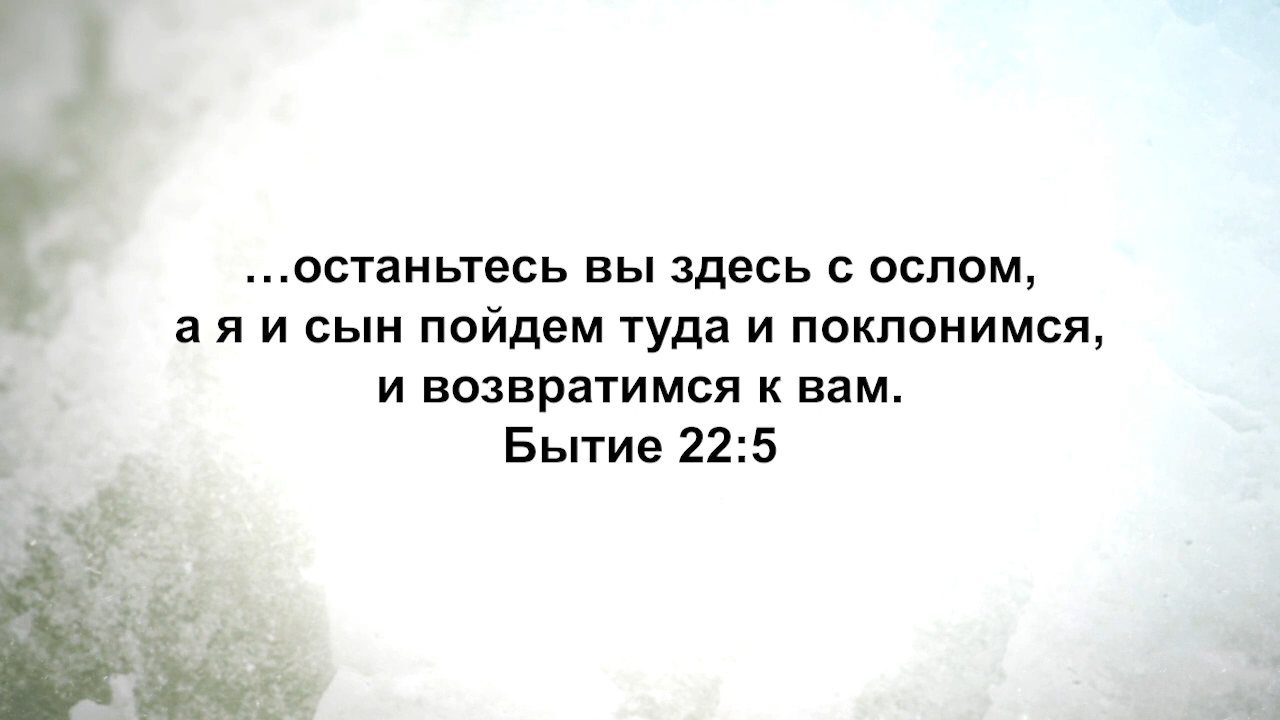 …останьтесь вы здесь с ослом,
а я и сын пойдем туда и поклонимся,
и возвратимся к вам.
Бытие 22:5